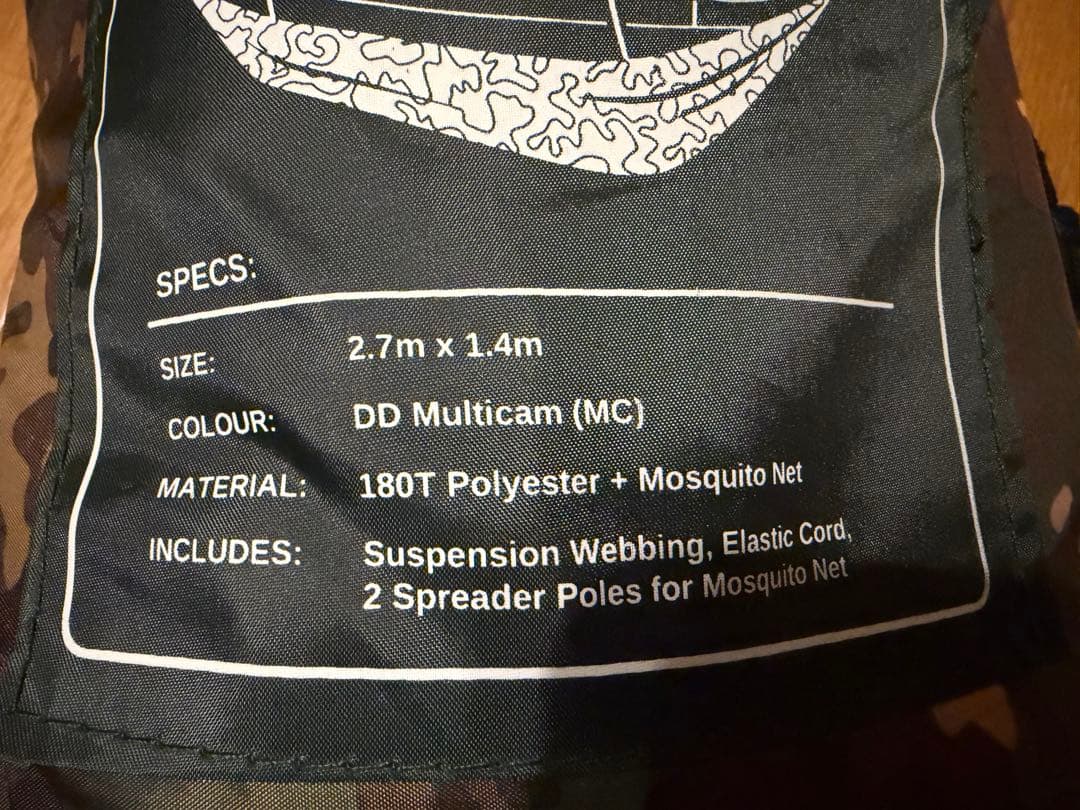 SPECS:
SIZE: 2.7m x 1.4m
COLOUR: DD Multicam (MC)
MATERIAL: 180T Polyester + Mosquito Net
INCLUDES: Suspension Webbing, Elastic Cord,
2 Spreader Poles for Mosquito Net